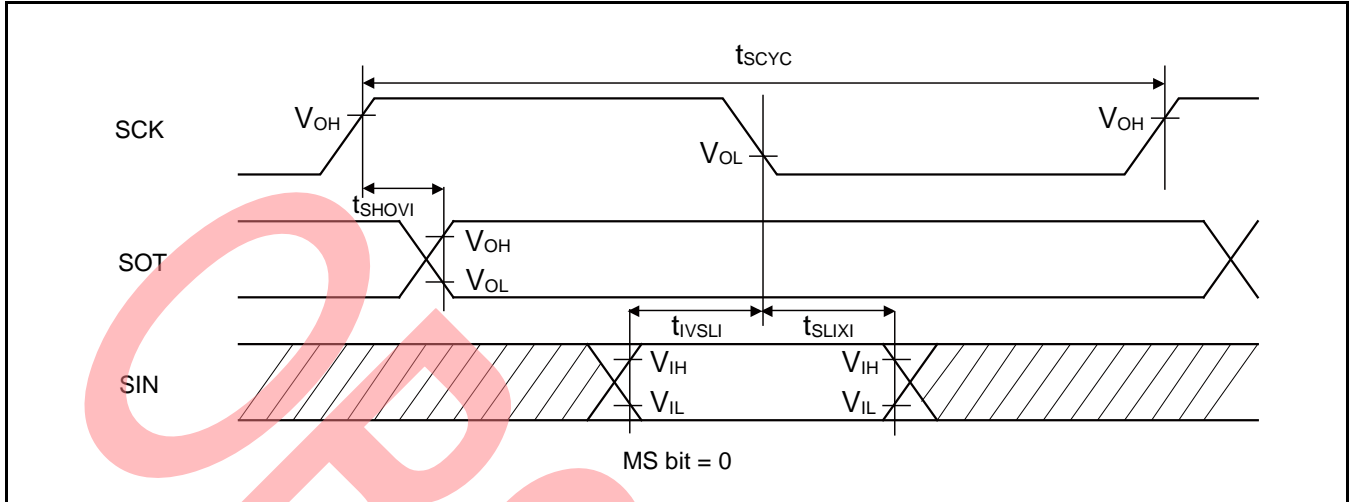 tSCYC
SCK
VOH
VOL
VOH
tSHOVI
SOT
VOH
VOL
tIVSLI
tSLIXI
SIN
VIH
VIL
VIH
VIL
MS bit = 0